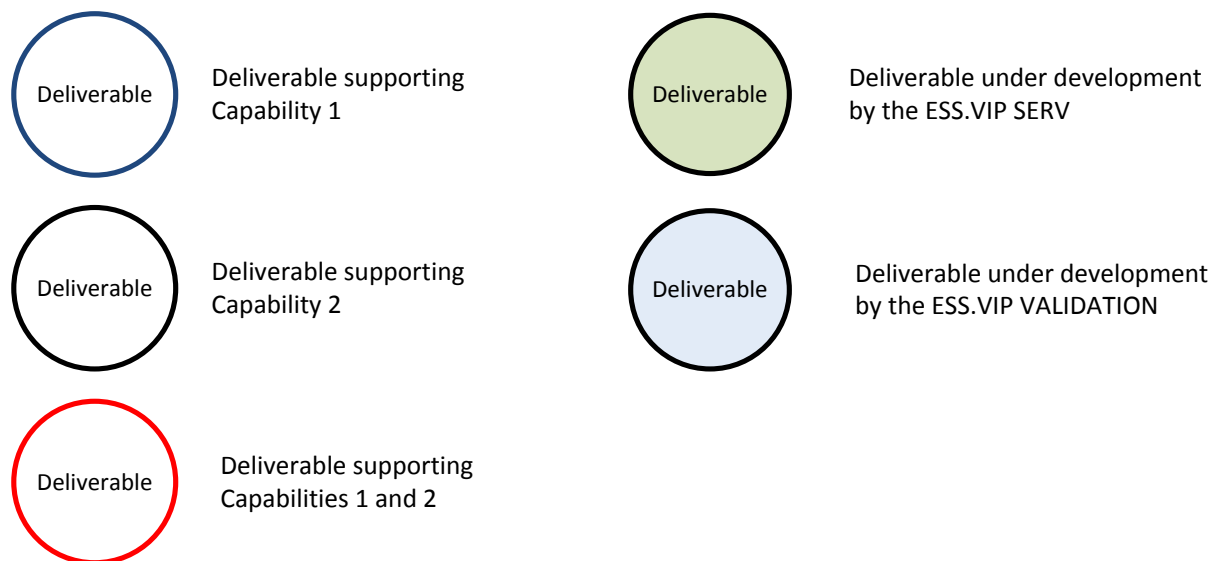 Deliverable
Deliverable supporting
Capability 1
Deliverable
Deliverable under development
by the ESS.VIP SERV
Deliverable
Deliverable supporting
Capability 2
Deliverable
Deliverable under development
by the ESS.VIP VALIDATION
Deliverable
Deliverable supporting
Capabilities 1 and 2